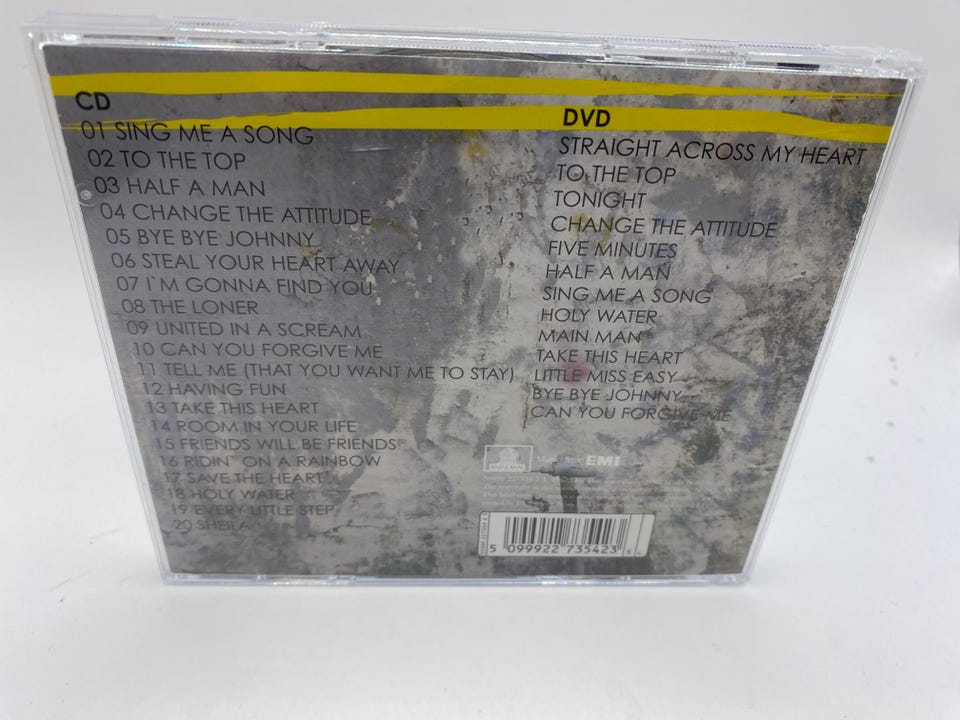 CD
01 SING ME A SONG
02 TO THE TOP
03 HALF A MAN
04 CHANGE THE ATTITUDE
05 BYE BYE JOHNNY
06 STEAL YOUR HEART AWAY
07 I`M GONNA FIND YOU
08 THE LONER
09 UNITED IN A SCREAM
10 CAN YOU FORGIVE ME
11 TELL ME (THAT YOU WANT ME TO STAY)
12 HAVING FUN
13 TAKE THIS HEART
14 ROOM IN YOUR LIFE
15 FRIENDS WILL BE FRIENDS
16 RIDIN` ON A RAINBOW
17 SAVE THE HEART
18 HOLY WATER
19 EVERY LITTLE STEP
20 SHEILA
DVD
STRAIGHT ACROSS MY HEART
TO THE TOP
TONIGHT
CHANGE THE ATTITUDE
FIVE MINUTES
HALF A MAN
SING ME A SONG
HOLY WATER
MAIN MAN
TAKE THIS HEART
LITTLE MISS EASY
BYE BYE JOHNNY
CAN YOU FORGIVE ME
ODEON
Music from EMI
5 099922 735423